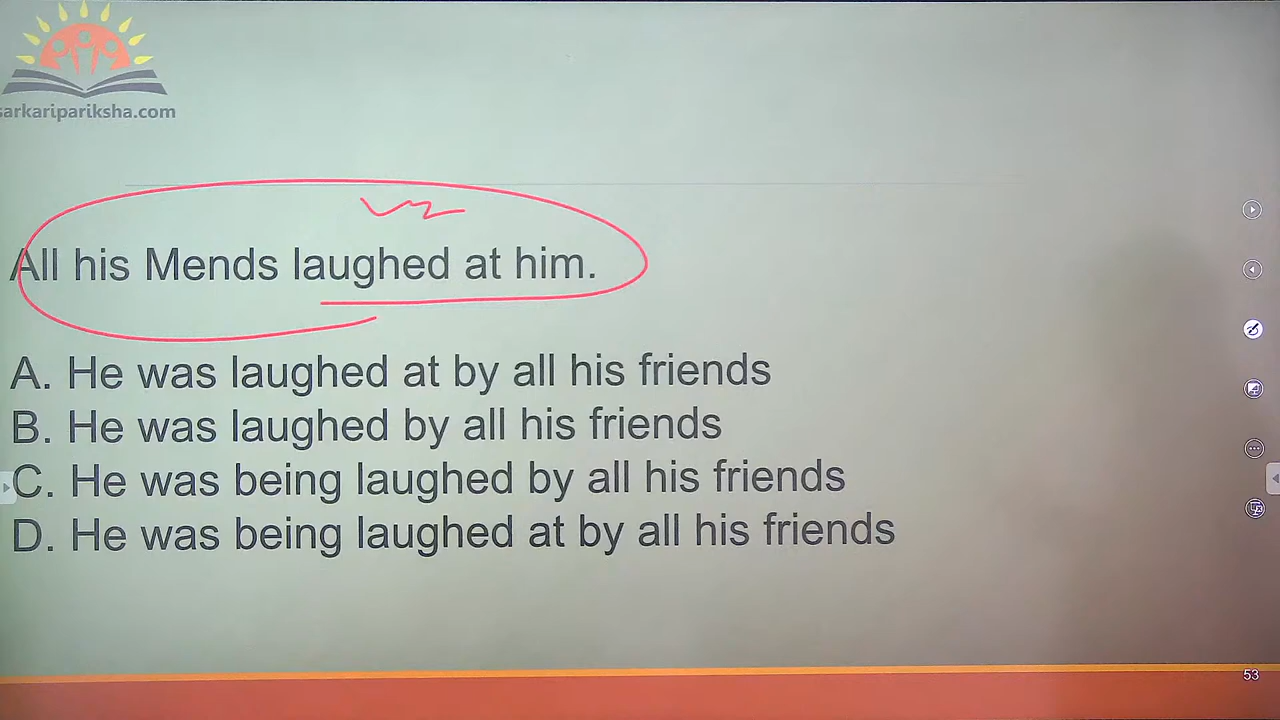 sarkaripariksha.com
All his Mends laughed at him.
V2
A. He was laughed at by all his friends
B. He was laughed by all his friends
C. He was being laughed by all his friends
D. He was being laughed at by all his friends
53